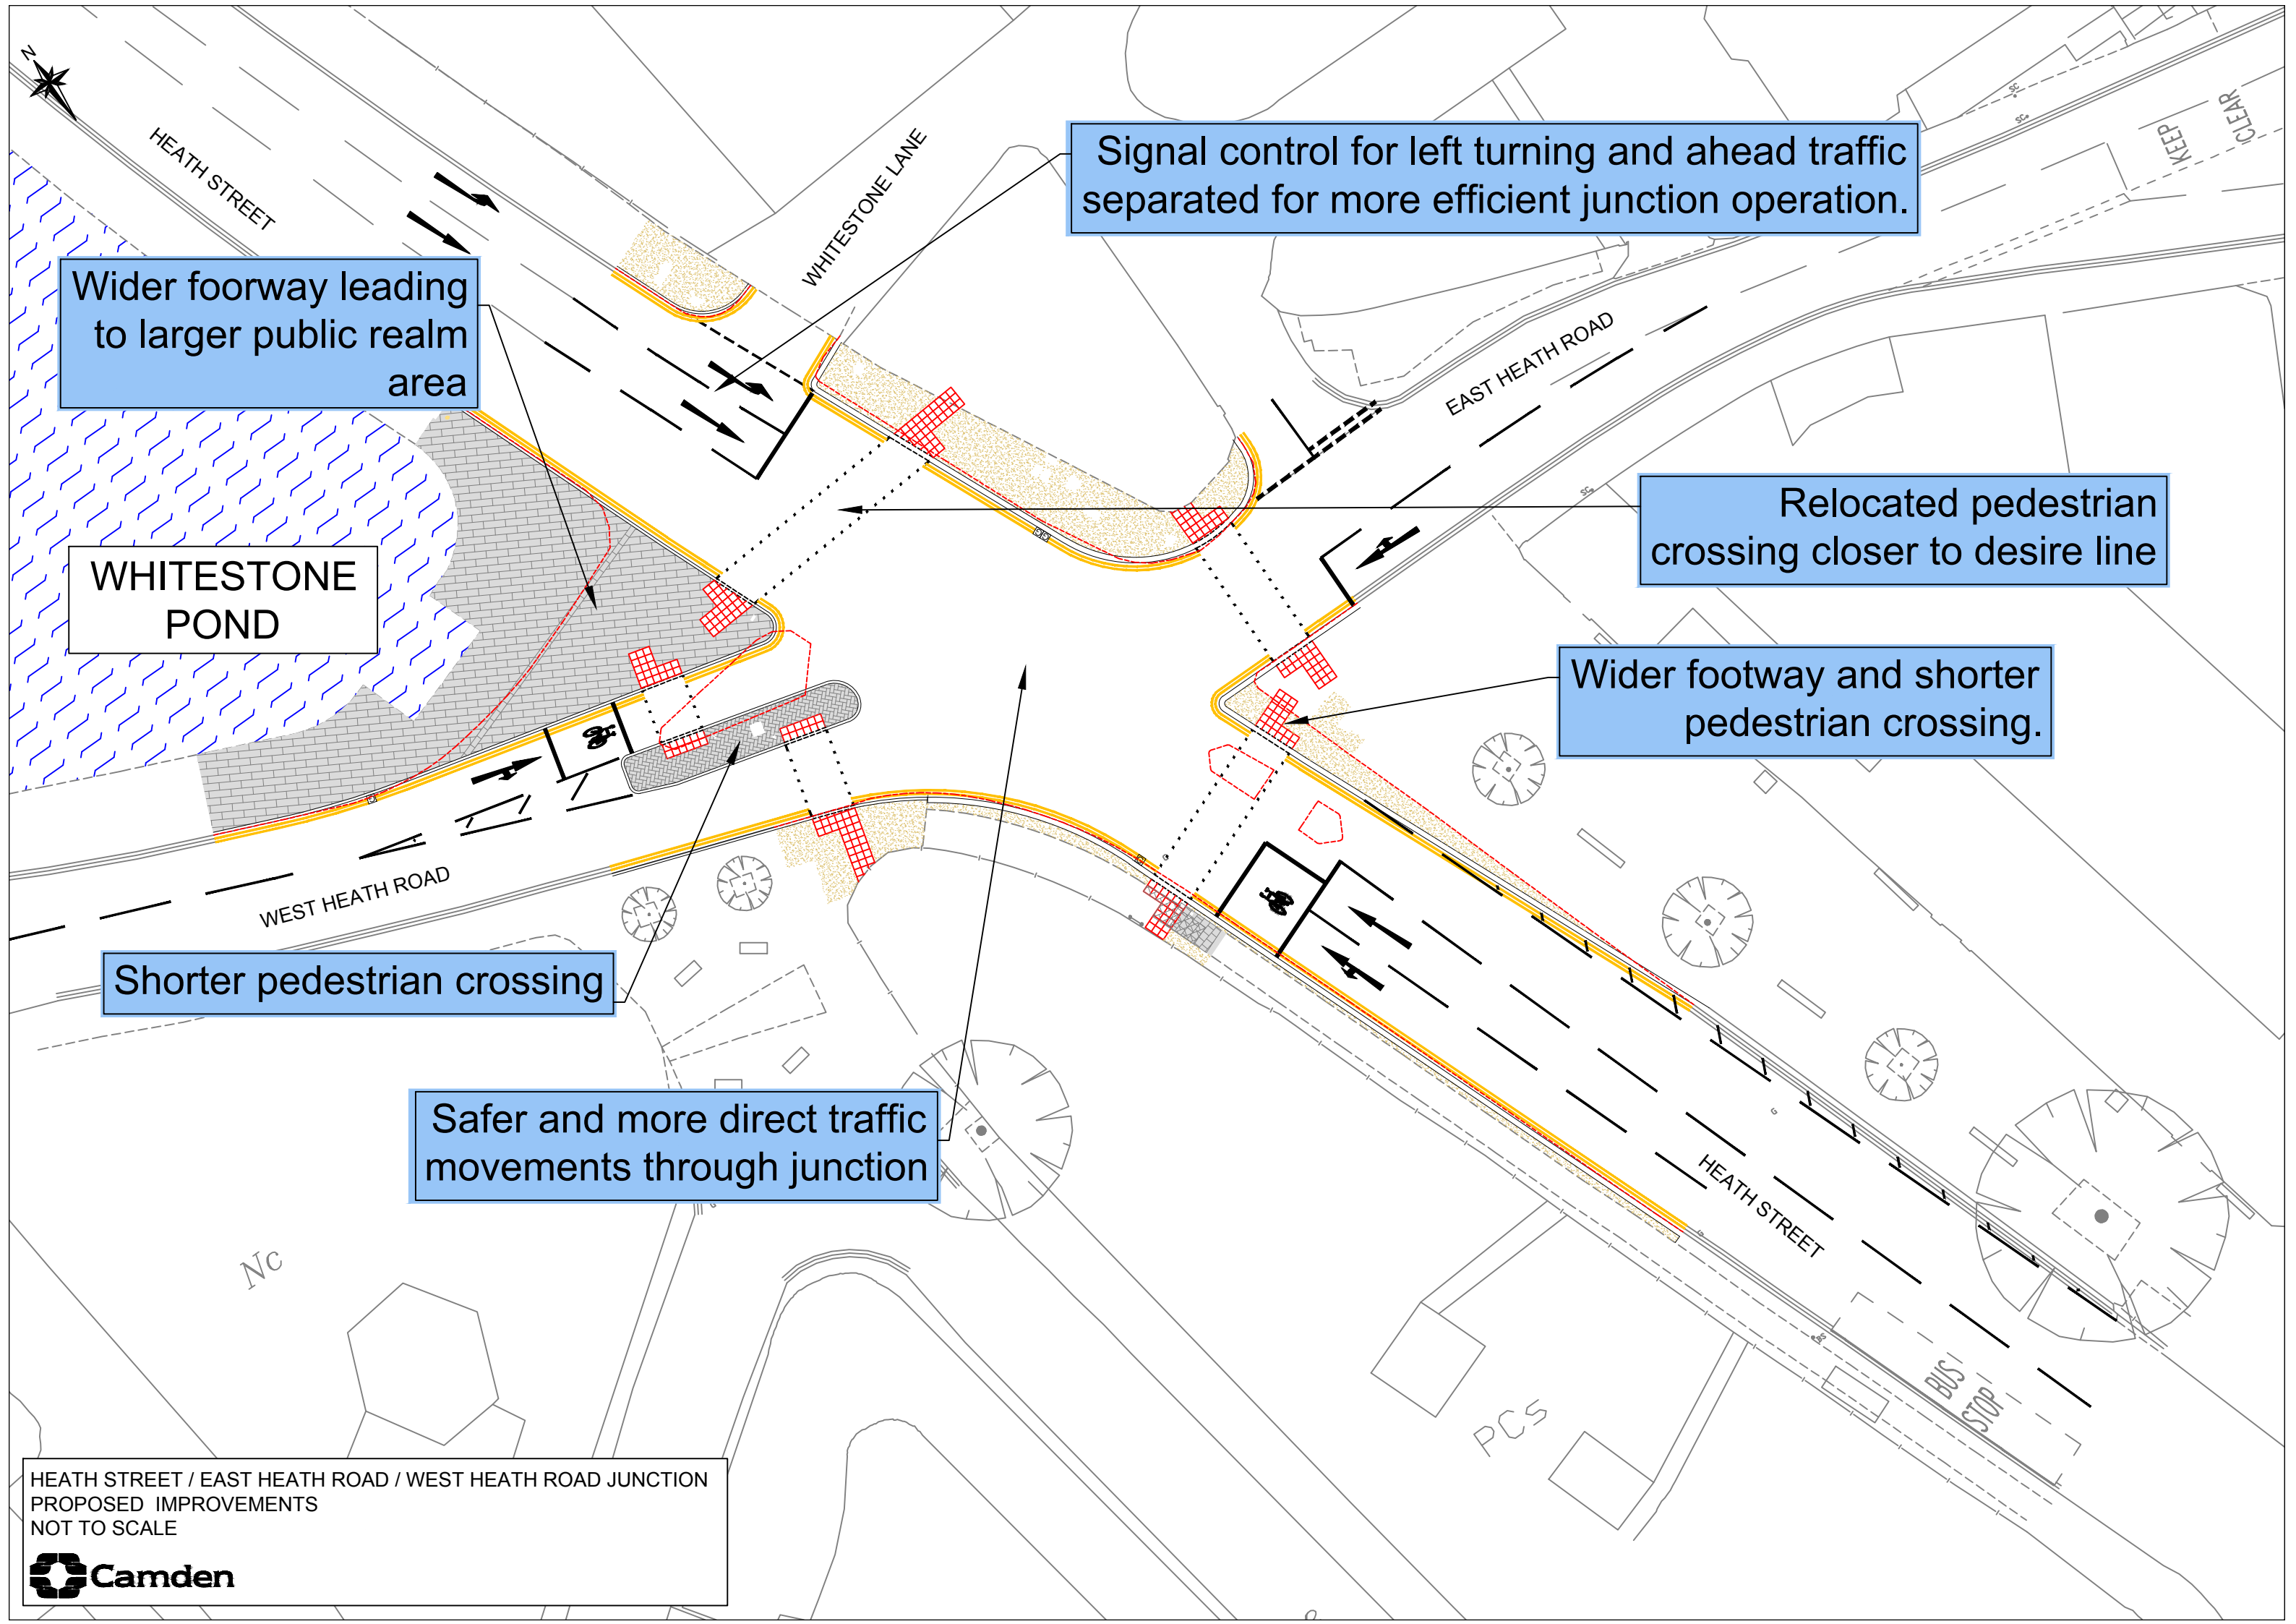 N
HEATH STREET
WHITESTONE LANE
Signal control for left turning and ahead traffic
separated for more efficient junction operation.
KEEP
CLEAR
SC
SC
Wider foorway leading
to larger public realm
area
EAST HEATH ROAD
SC
Relocated pedestrian
crossing closer to desire line
WHITESTONE
POND
Wider footway and shorter
pedestrian crossing.
WEST HEATH ROAD
Shorter pedestrian crossing
Safer and more direct traffic
movements through junction
G
HEATH STREET
Nc
BUS
STOP
PCs
HEATH STREET / EAST HEATH ROAD / WEST HEATH ROAD JUNCTION
PROPOSED IMPROVEMENTS
NOT TO SCALE
Camden